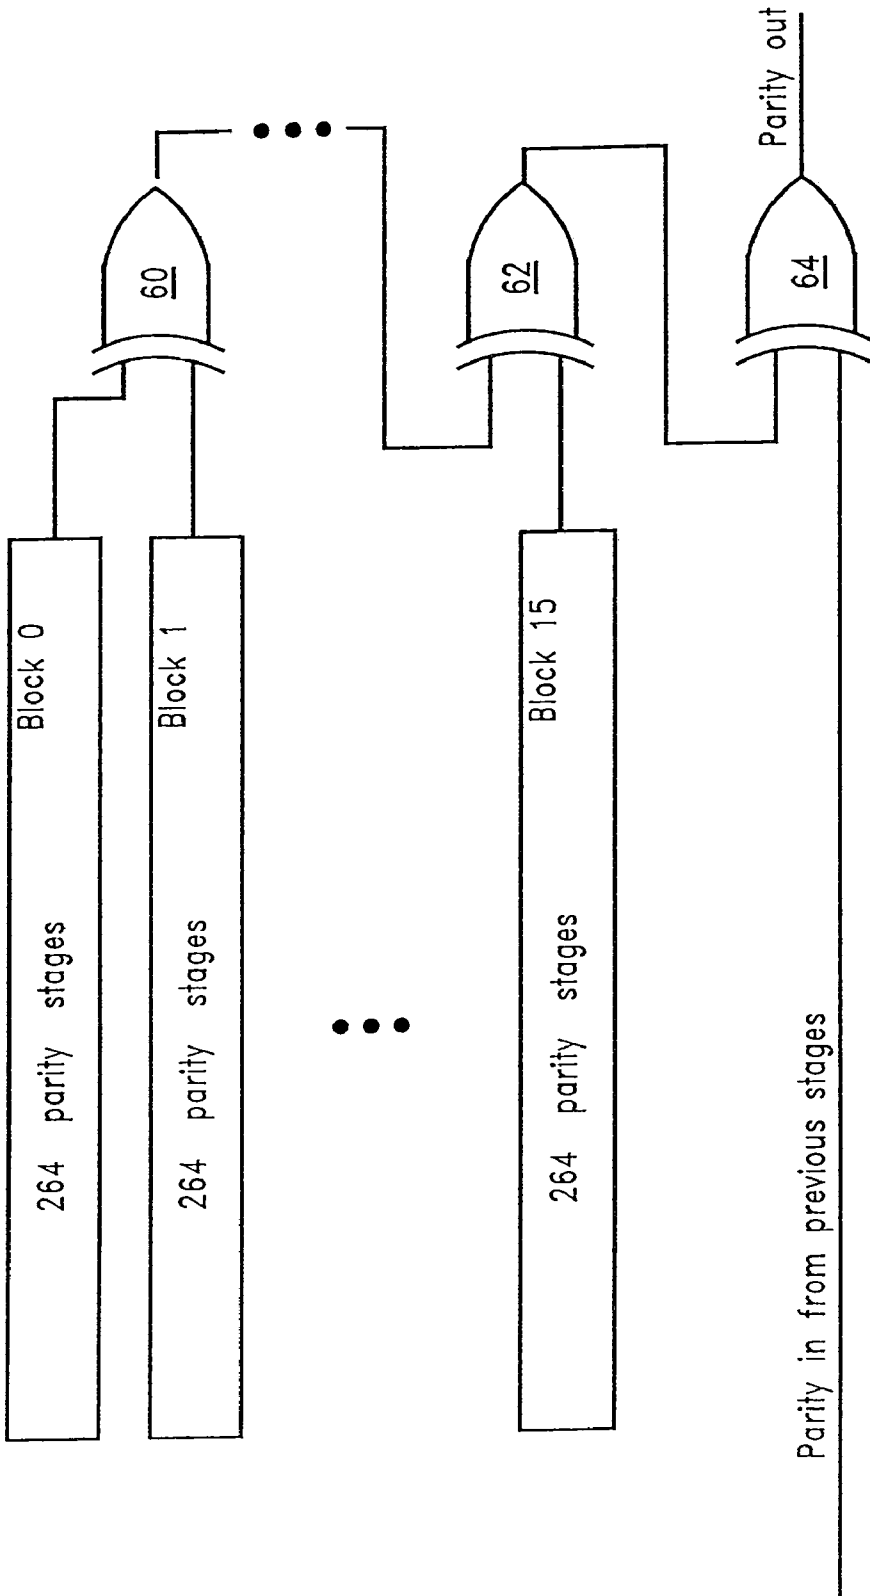 264 parity stages Block 0
264 parity stages Block 1
264 parity stages Block 15
Parity in from previous stages
60
62
64
Parity out